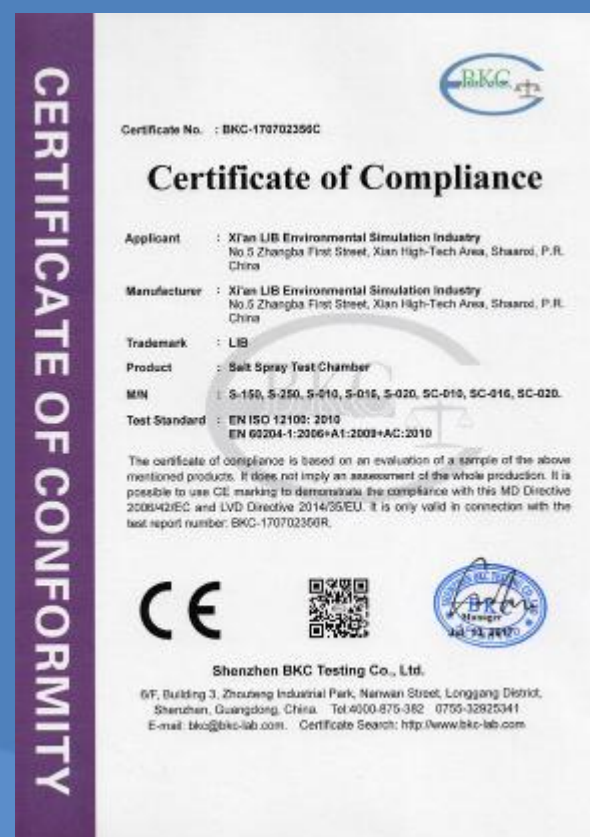 CERTIFICATE OF CONFORMITY
BKC
Certificate No. : BKC-170702356C
Certificate of Compliance
Applicant : Xi'an LIB Environmental Simulation Industry
No.5 Zhangba First Street, Xian High-Tech Area, Shaanxi, P.R.
China
Manufacturer : Xi'an LIB Environmental Simulation Industry
No.5 Zhangba First Street, Xian High-Tech Area, Shaanxi, P.R.
China
Trademark : LIB
Product : Salt Spray Test Chamber
M/N : S-150, S-250, S-010, S-016, S-020, SC-010, SC-016, SC-020.
Test Standard : EN ISO 12100: 2010
EN 60204-1:2006+A1:2009+AC:2010
The certificate of compliance is based on an evaluation of a sample of the above
mentioned products. It does not imply an assessment of the whole production. It is
possible to use CE marking to demonstrate the compliance with this MD Directive
2006/42/EC and LVD Directive 2014/35/EU. It is only valid in connection with the
test report number: BKC-170702356R.
CE
BKC
Manager
Jul. 13, 2017
Shenzhen BKC Testing Co., Ltd.
6/F, Building 3, Zhouteng Industrial Park, Nanwan Street, Longgang District,
Shenzhen, Guangdong, China. Tel:4000-875-382 0755-32925341
E-mail: bkc@bkc-lab.com. Certificate Search: http://www.bkc-lab.com